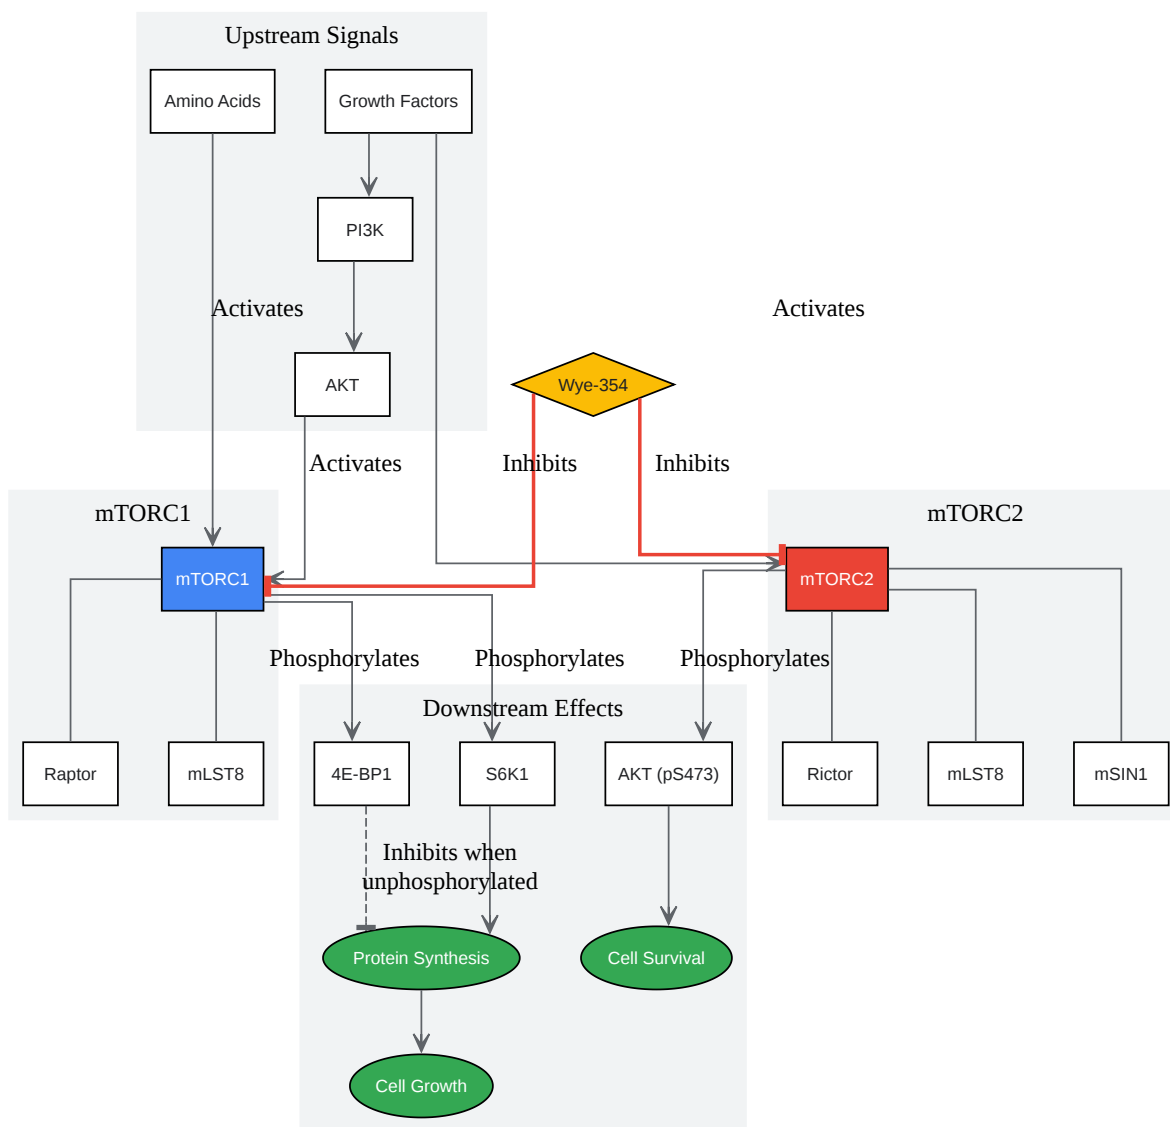 Upstream Signals
Amino Acids
Growth Factors
PI3K
Activates
Activates
AKT
Wye-354
Activates
Inhibits
Inhibits
mTORC1
mTORC2
mTORC1
mTORC2
Phosphorylates
Phosphorylates
Phosphorylates
Downstream Effects
Raptor
mLST8
4E-BP1
S6K1
AKT (pS473)
Rictor
mLST8
mSIN1
Inhibits when
unphosphorylated
Protein Synthesis
Cell Survival
Cell Growth